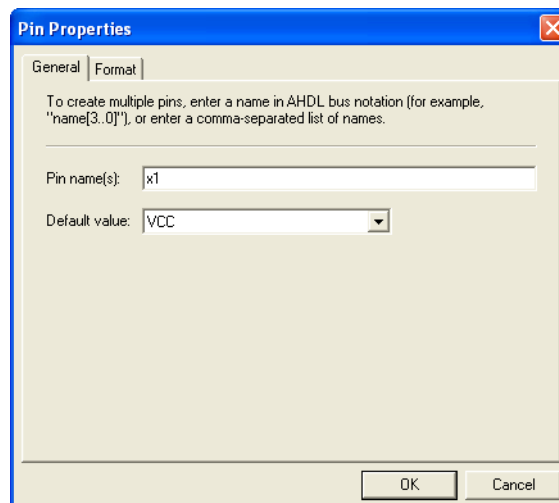 Pin Properties
General Format
To create multiple pins, enter a name in AHDL bus notation (for example,
"name[3..0]"), or enter a comma-separated list of names.
Pin name(s): x1
Default value: VCC
OK Cancel